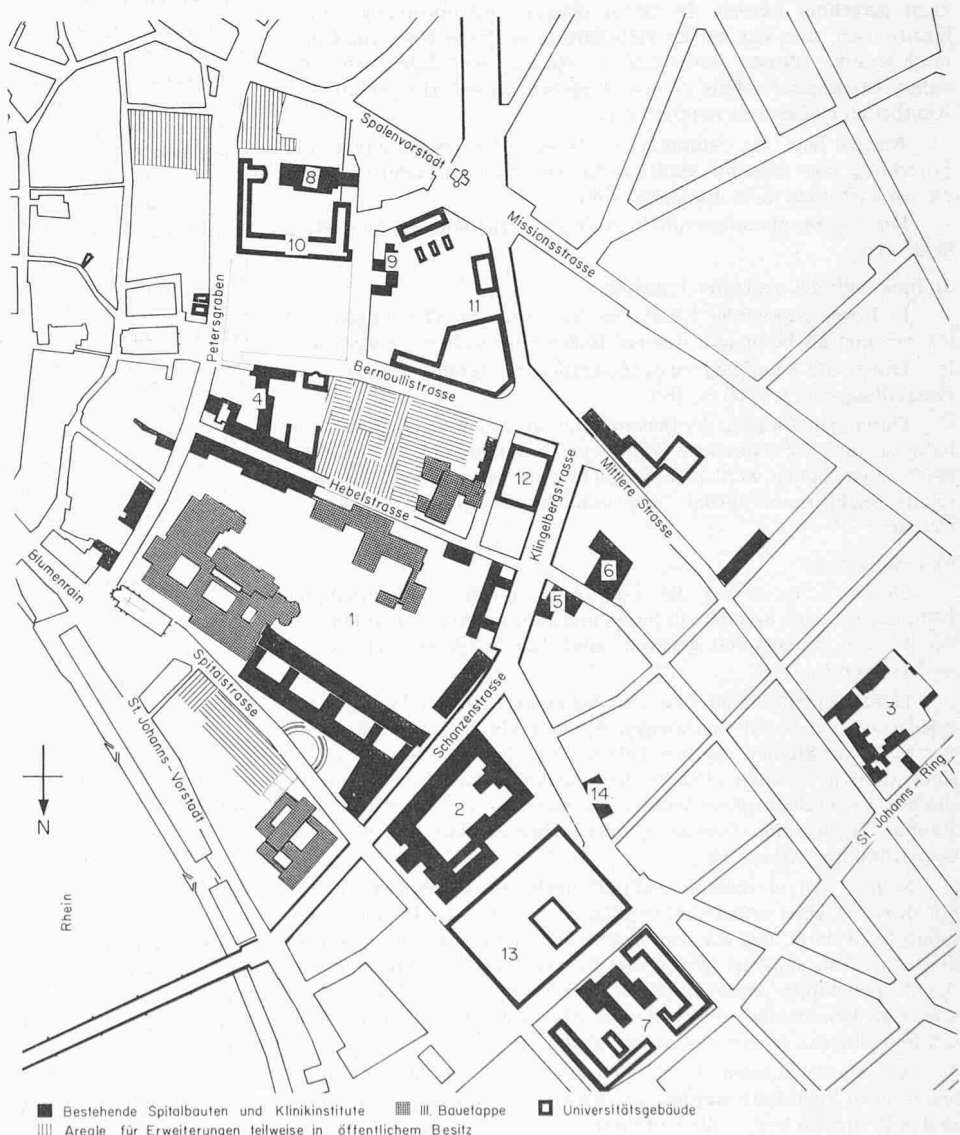 Spalenvorstadt
8
10
9
11
Missionsstrasse
Petersgraben
Bernoullistrasse
4
12
Hebelstrasse
Klingelbergstrasse
Mittlere Strasse
6
5
Blumenrain
1
Spitalstrasse
Schanzenstrasse
3
St. Johanns-Ring
St. Johanns-Vorstadt
N
2
14
Rhein
13
7
Bestehende Spitalbauten und Klinikinstitute
III. Bauetappe
Universitätsgebäude
Areale für Erweiterungen teilweise in öffentlichem Besitz